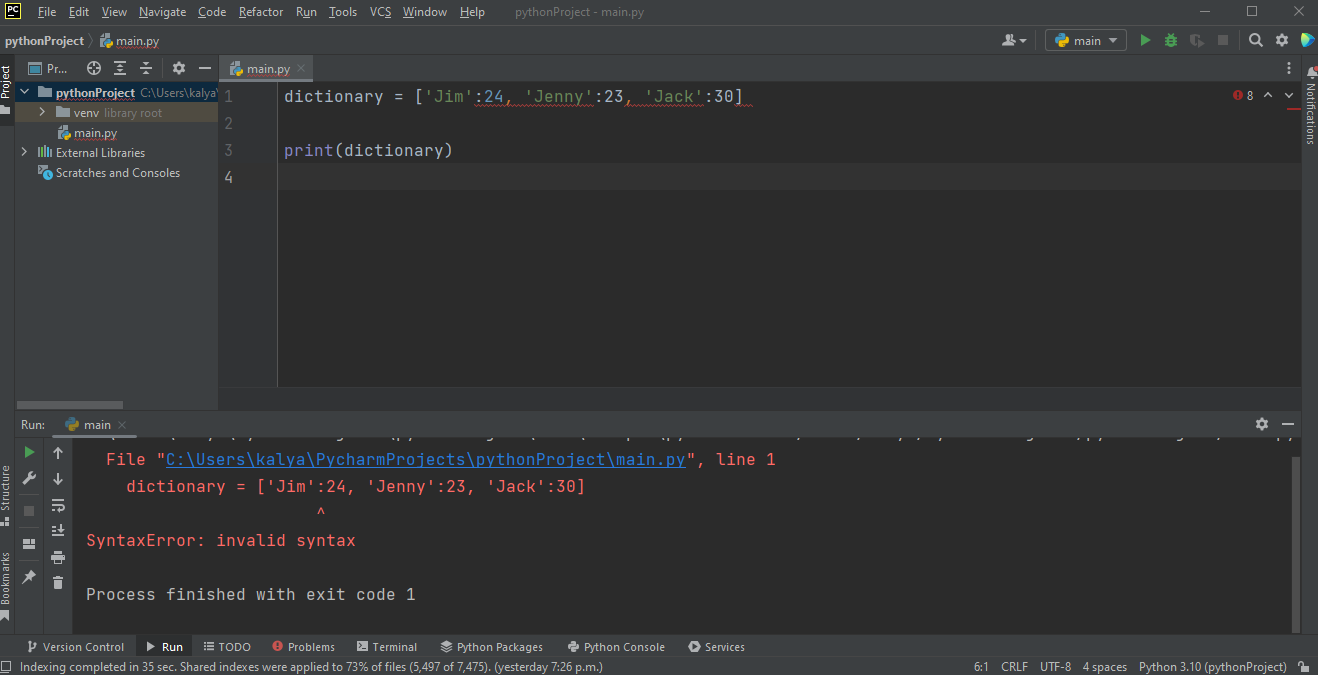 PC File Edit View Navigate Code Refactor Run Tools VCS Window Help pythonProject - main.py
pythonProject main.py main
Project Pr... main.py Notifications
pythonProject C:\Users\kalya\
venv library root
main.py
External Libraries
Scratches and Consoles
1 dictionary = ['Jim':24, 'Jenny':23, 'Jack':30] 8
2
3 print(dictionary)
4
Run: main
File "C:\Users\kalya\PycharmProjects\pythonProject\main.py", line 1
dictionary = ['Jim':24, 'Jenny':23, 'Jack':30]
^
SyntaxError: invalid syntax
Process finished with exit code 1
Structure
Bookmarks
Version Control Run TODO Problems Terminal Python Packages Python Console Services
Indexing completed in 35 sec. Shared indexes were applied to 73% of files (5,497 of 7,475). (yesterday 7:26 p.m.) 6:1 CRLF UTF-8 4 spaces Python 3.10 (pythonProject)